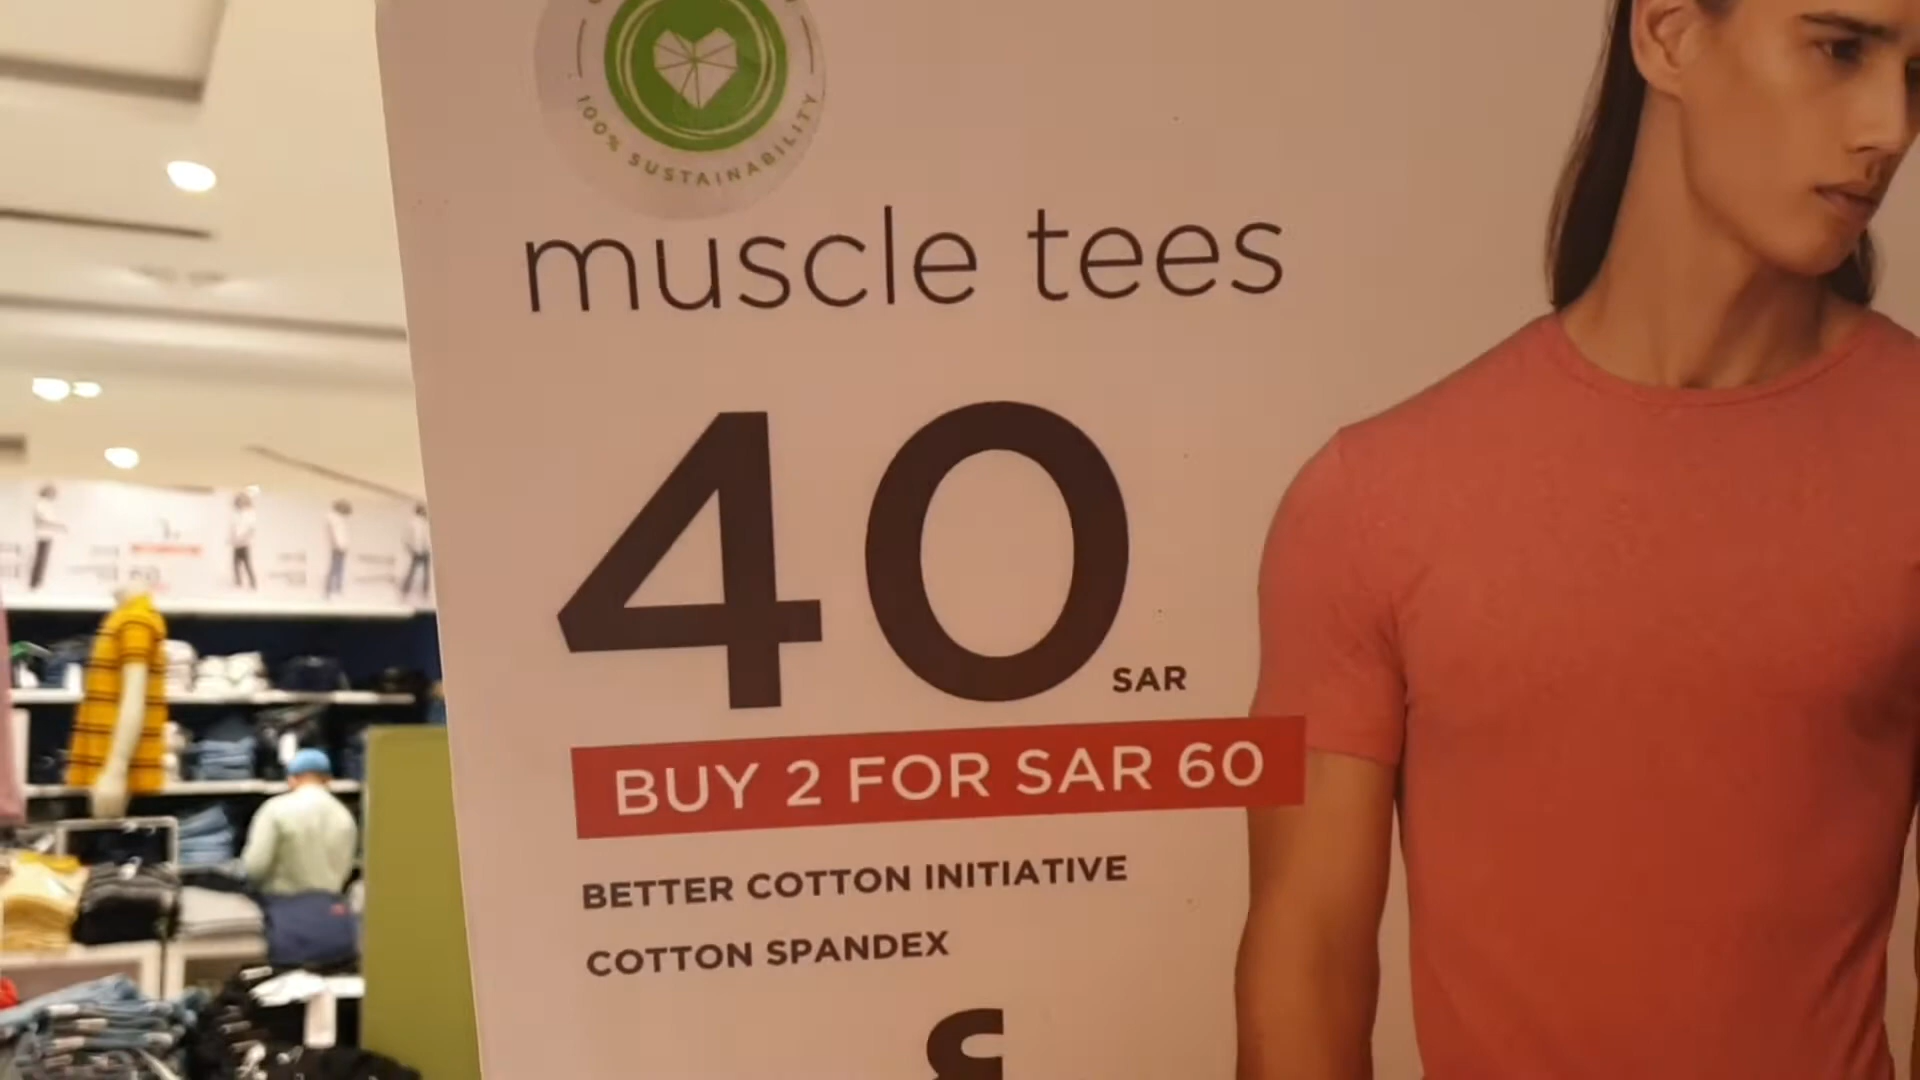 100% SUSTAINABILITY
muscle tees
40 SAR
BUY 2 FOR SAR 60
BETTER COTTON INITIATIVE
COTTON SPANDEX